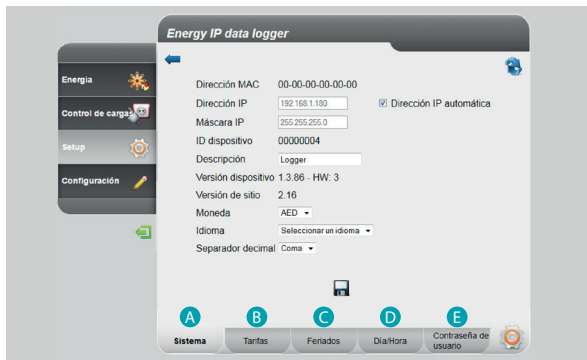 Energy IP data logger
Energía
Control de cargas
Setup
Configuración
Dirección MAC 00-00-00-00-00-00
Dirección IP 192.168.1.180 Dirección IP automática
Máscara IP 255.255.255.0
ID dispositivo 00000004
Descripción Logger
Versión dispositivo 1.3.86 - HW: 3
Versión de sitio 2.16
Moneda AED
Idioma Seleccionar un idioma
Separador decimal Coma
A B C D E
Sistema Tarifas Feriados Día/Hora Contraseña de
usuario